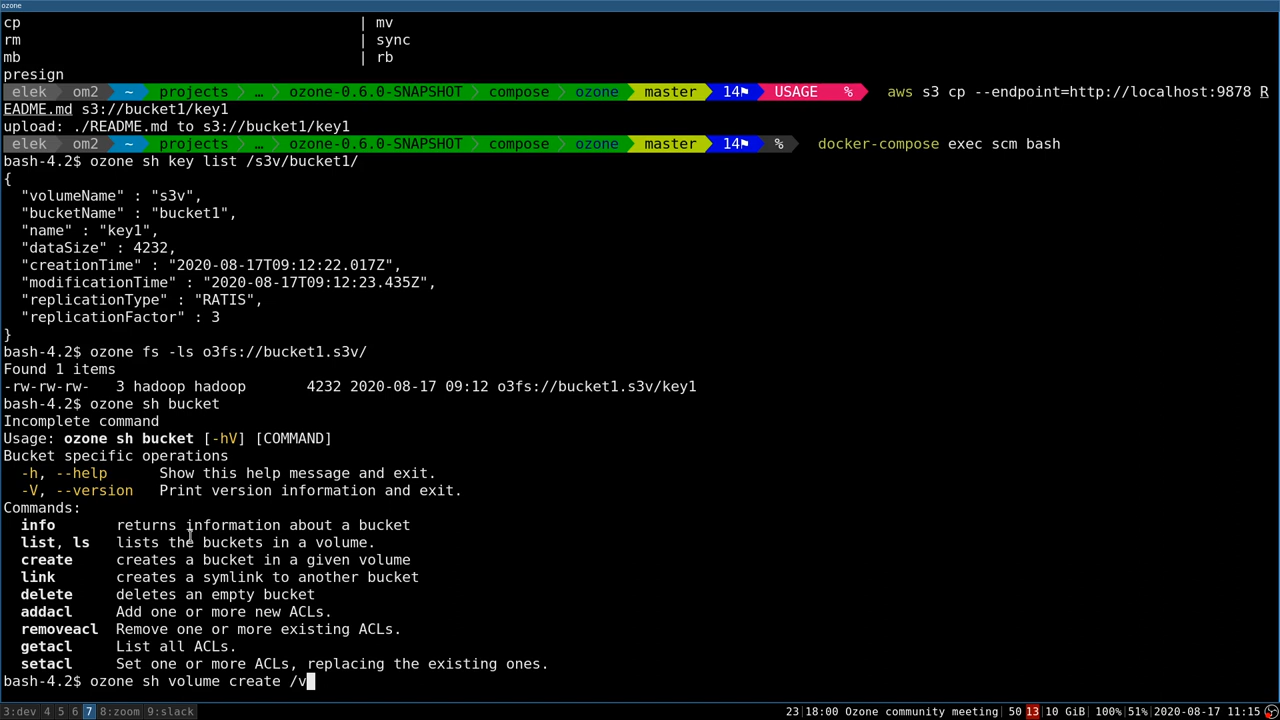 ozone
cp | mv
rm | sync
mb | rb
presign
elek om2 ~ projects … ozone-0.6.0-SNAPSHOT compose ozone master 14⚑ USAGE % aws s3 cp --endpoint=http://localhost:9878 R
EADME.md s3://bucket1/key1
upload: ./README.md to s3://bucket1/key1
elek om2 ~ projects … ozone-0.6.0-SNAPSHOT compose ozone master 14⚑ % docker-compose exec scm bash
bash-4.2$ ozone sh key list /s3v/bucket1/
{
  "volumeName" : "s3v",
  "bucketName" : "bucket1",
  "name" : "key1",
  "dataSize" : 4232,
  "creationTime" : "2020-08-17T09:12:22.017Z",
  "modificationTime" : "2020-08-17T09:12:23.435Z",
  "replicationType" : "RATIS",
  "replicationFactor" : 3
}
bash-4.2$ ozone fs -ls o3fs://bucket1.s3v/
Found 1 items
-rw-rw-rw-   3 hadoop hadoop       4232 2020-08-17 09:12 o3fs://bucket1.s3v/key1
bash-4.2$ ozone sh bucket
Incomplete command
Usage: ozone sh bucket [-hV] [COMMAND]
Bucket specific operations
  -h, --help      Show this help message and exit.
  -V, --version   Print version information and exit.
Commands:
  info       returns information about a bucket
  list, ls   lists the buckets in a volume.
  create     creates a bucket in a given volume
  link       creates a symlink to another bucket
  delete     deletes an empty bucket
  addacl     Add one or more new ACLs.
  removeacl  Remove one or more existing ACLs.
  getacl     List all ACLs.
  setacl     Set one or more ACLs, replacing the existing ones.
bash-4.2$ ozone sh volume create /v
3:dev 4 5 6 7 8:zoom 9:slack 23|18:00 Ozone community meeting| 50 13 10 GiB| 100%|51%|2020-08-17 11:15